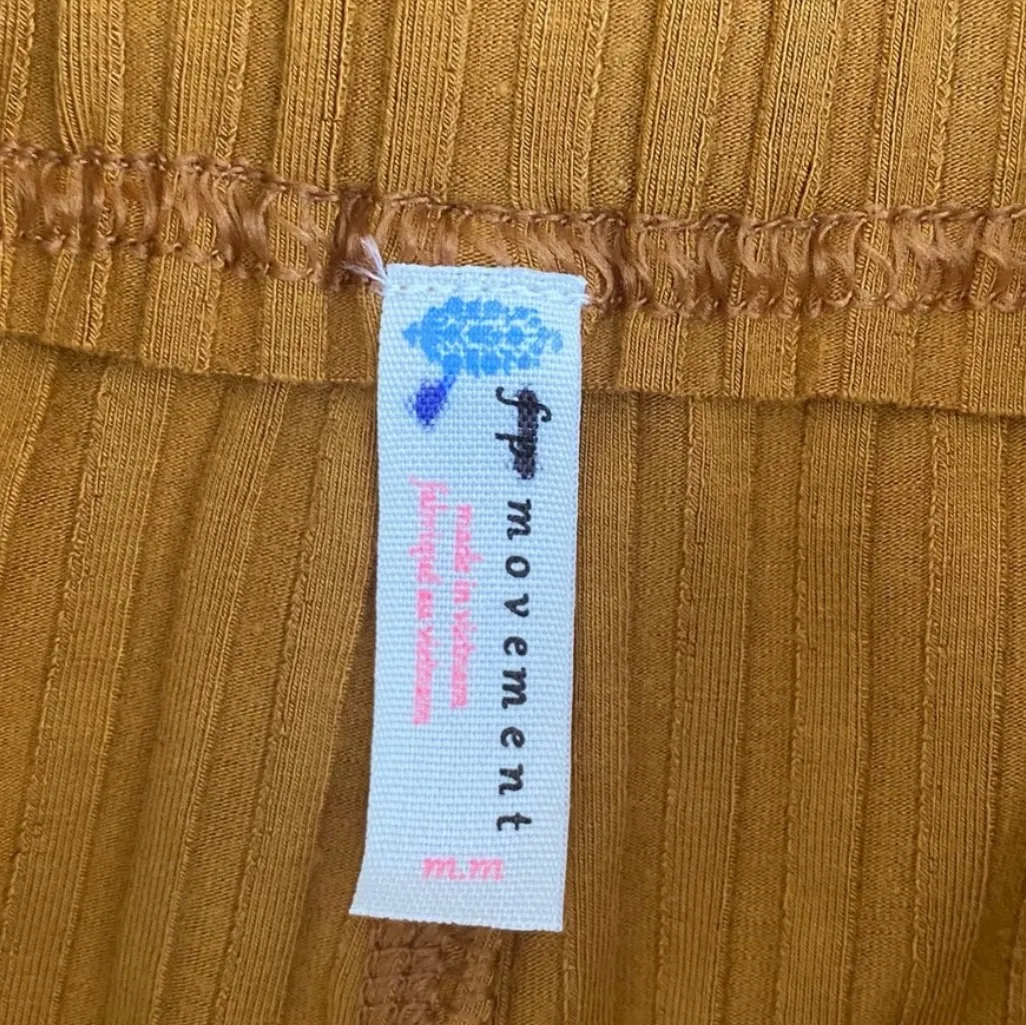 fp movement
made in vietnam
fabriqué au vietnam
m.m